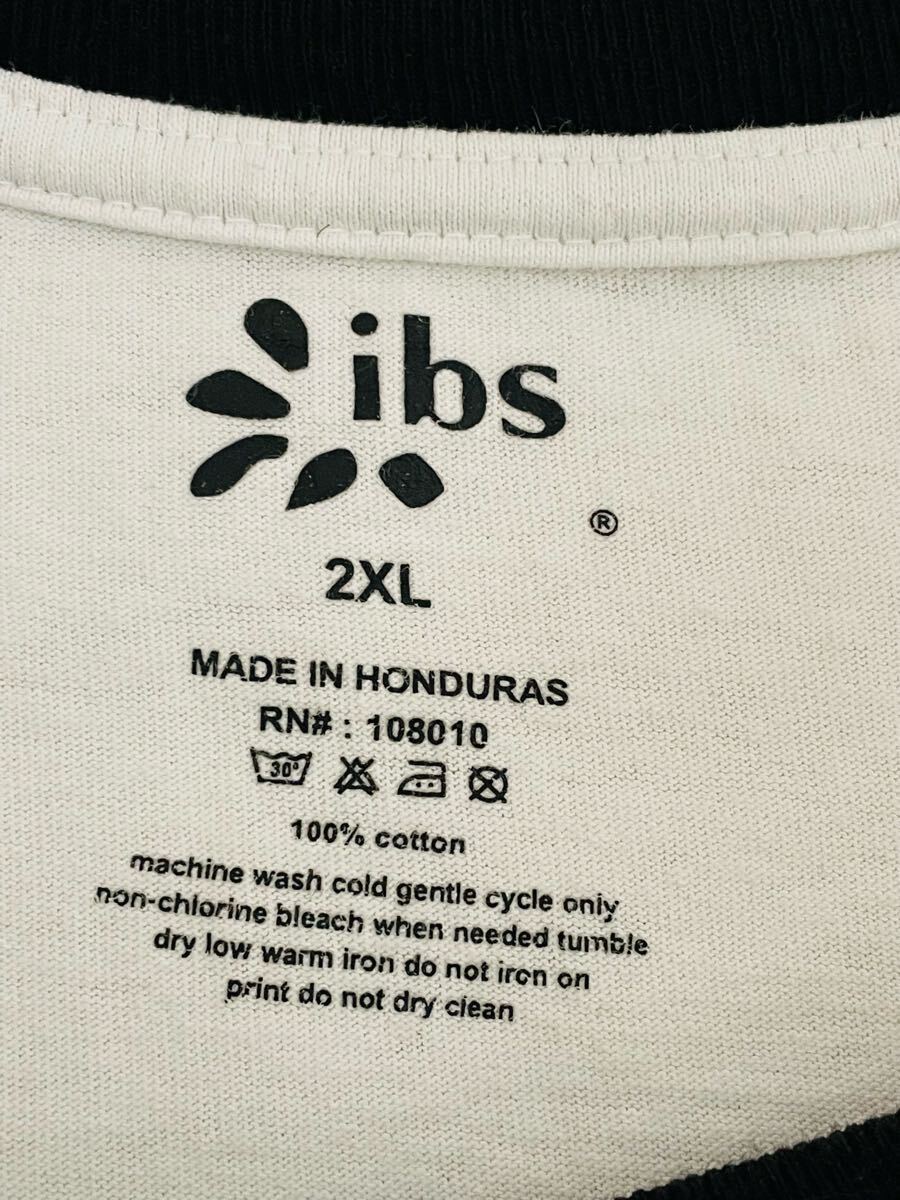 ibs
®
2XL
MADE IN HONDURAS
RN# : 108010
30°
100% cotton
machine wash cold gentle cycle only
non-chlorine bleach when needed tumble
dry low warm iron do not iron on
print do not dry clean